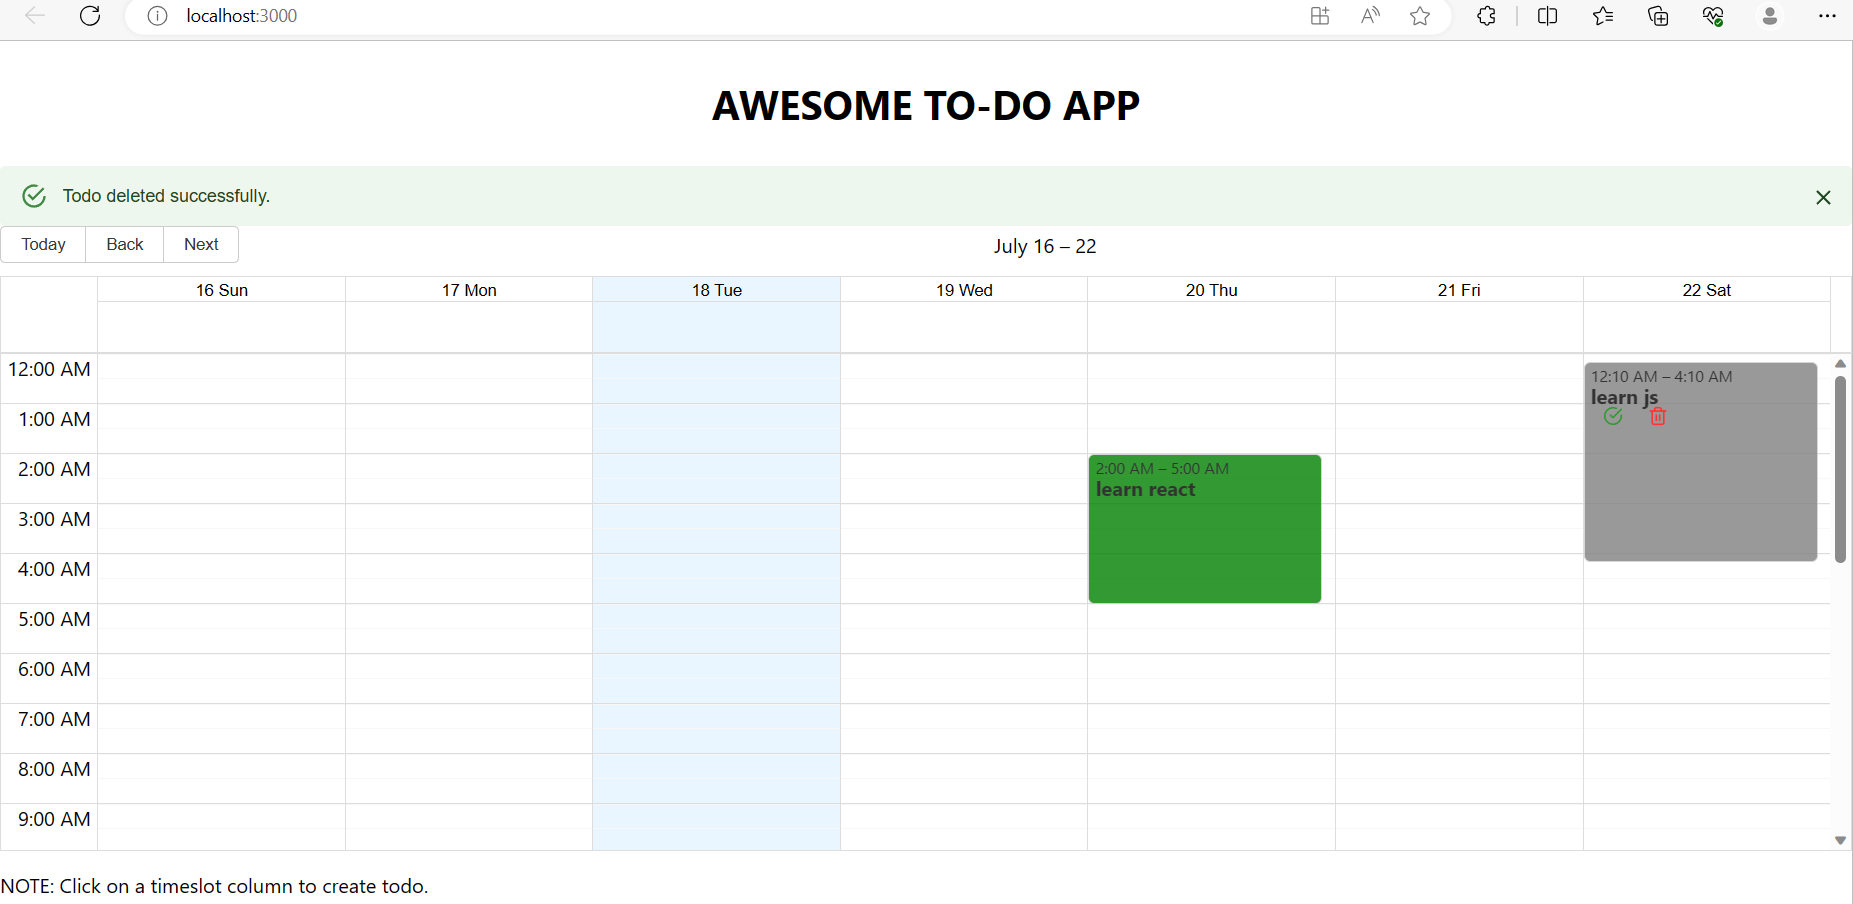 localhost:3000
AWESOME TO-DO APP
Todo deleted successfully.
Today Back Next July 16 – 22
16 Sun 17 Mon 18 Tue 19 Wed 20 Thu 21 Fri 22 Sat
12:00 AM
12:10 AM – 4:10 AM
learn js
1:00 AM
2:00 AM
2:00 AM – 5:00 AM
learn react
3:00 AM
4:00 AM
5:00 AM
6:00 AM
7:00 AM
8:00 AM
9:00 AM
NOTE: Click on a timeslot column to create todo.